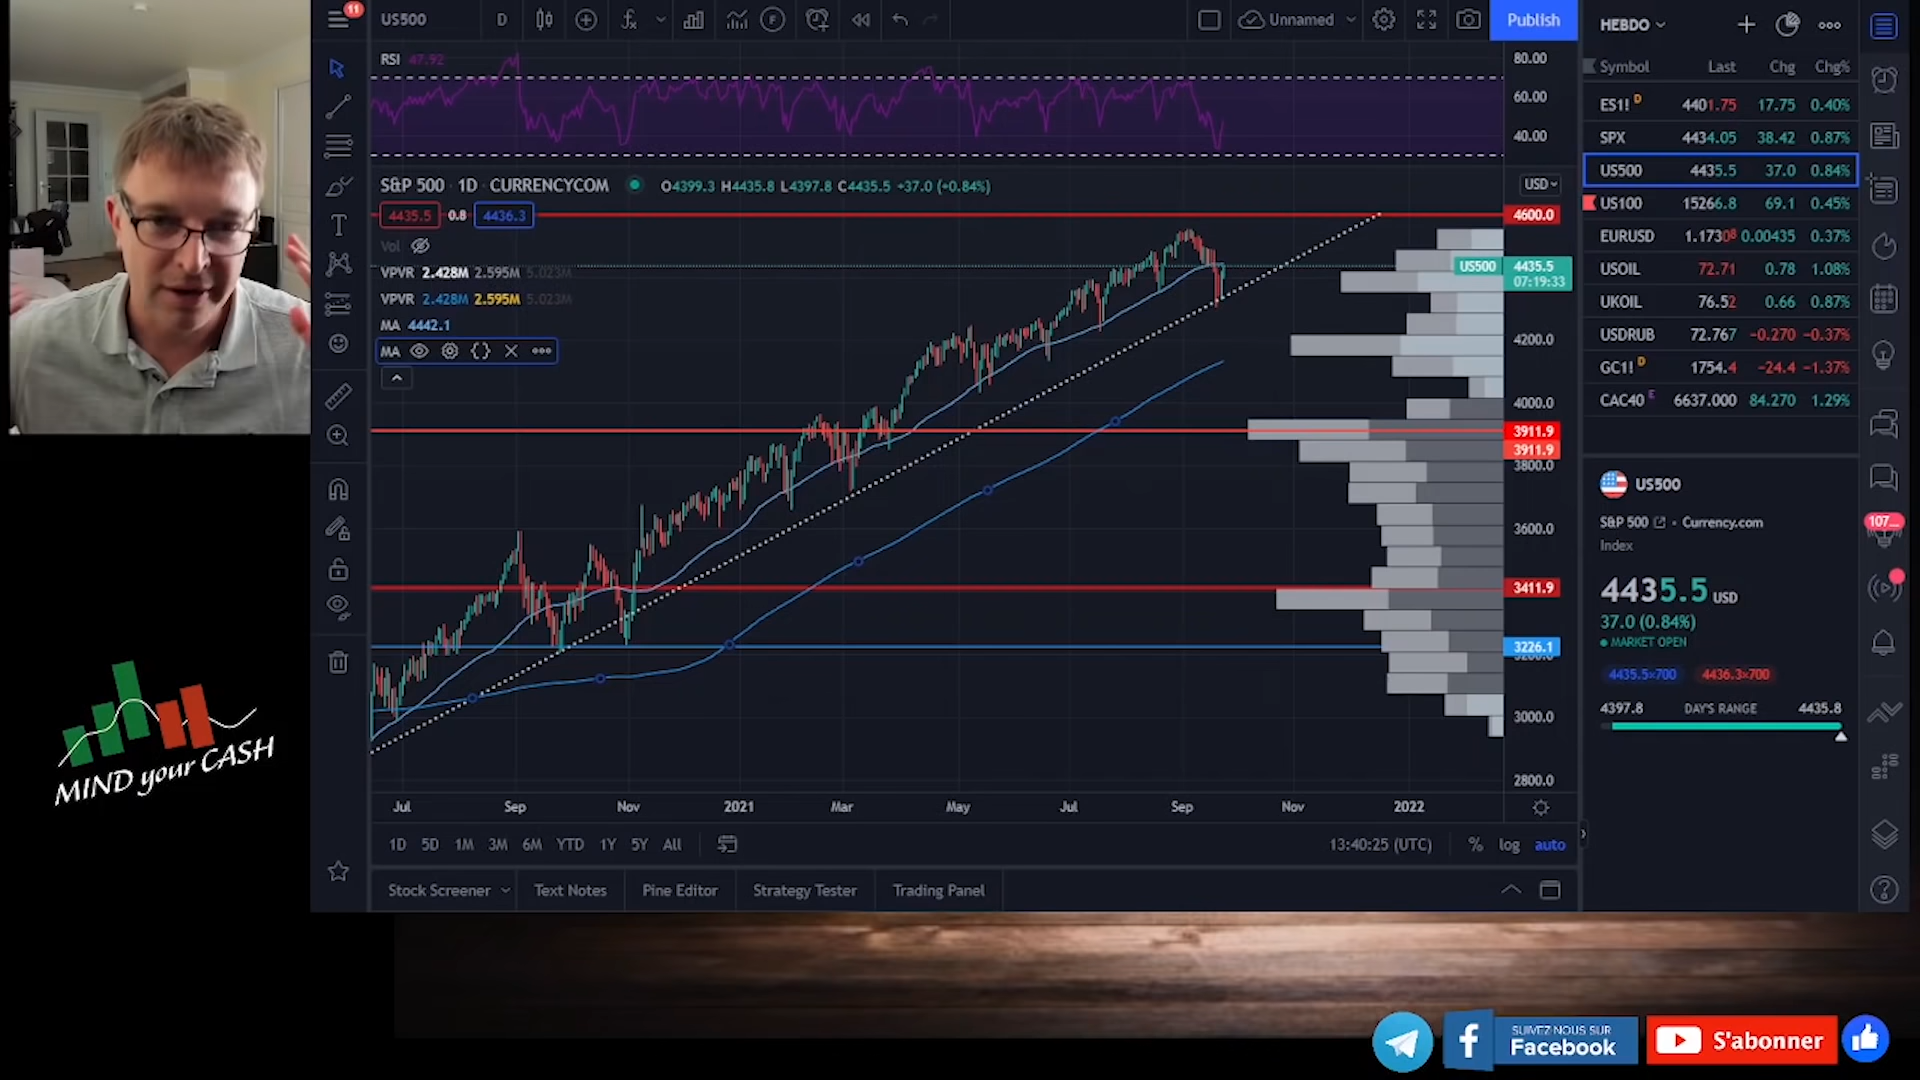 11
US500
D
Unnamed
Publish
HEBDO
RSI 47.92
80.00
60.00
40.00
S&P 500 · 1D · CURRENCYCOM
O4399.3 H4435.8 L4397.8 C4435.5 +37.0 (+0.84%)
USD
4435.5 0.8 4436.3
Vol
VPVR 2.428M 2.595M 5.023M
VPVR 2.428M 2.595M 5.023M
MA 4442.1
MA
4600.0
US500 4435.5
07:19:33
4200.0
4000.0
3911.9
3911.9
3800.0
3600.0
3411.9
3226.1
3000.0
2800.0
Jul Sep Nov 2021 Mar May Jul Sep Nov 2022
1D 5D 1M 3M 6M YTD 1Y 5Y All
13:40:25 (UTC) % log auto
Stock Screener Text Notes Pine Editor Strategy Tester Trading Panel
Symbol Last Chg Chg%
ES1! D 4401.75 17.75 0.40%
SPX 4434.05 38.42 0.87%
US500 4435.5 37.0 0.84%
US100 15266.8 69.1 0.45%
EURUSD 1.17308 0.00435 0.37%
USOIL 72.71 0.78 1.08%
UKOIL 76.52 0.66 0.87%
USDRUB 72.767 −0.270 −0.37%
GC1! D 1754.4 −24.4 −1.37%
CAC40 E 6637.000 84.270 1.29%
US500
S&P 500 • Currency.com
Index
4435.5 USD
37.0 (0.84%)
MARKET OPEN
4435.5×700 4436.3×700
4397.8 DAY'S RANGE 4435.8
107...
MIND your CASH
SUIVEZ NOUS SUR
Facebook
S'abonner